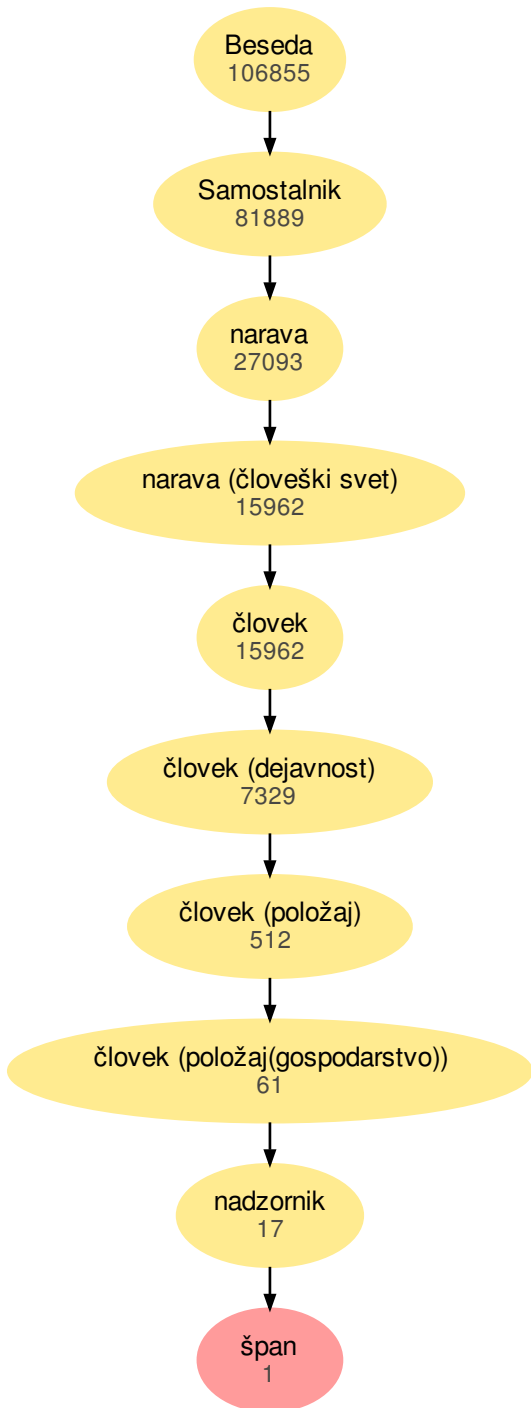 Beseda
106855
Samostalnik
81889
narava
27093
narava (človeški svet)
15962
človek
15962
človek (dejavnost)
7329
človek (položaj)
512
človek (položaj(gospodarstvo))
61
nadzornik
17
špan
1